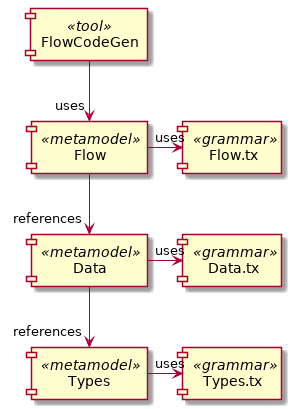 «tool»
FlowCodeGen
uses
«metamodel»
Flow
uses
«grammar»
Flow.tx
references
«metamodel»
Data
uses
«grammar»
Data.tx
references
«metamodel»
Types
uses
«grammar»
Types.tx